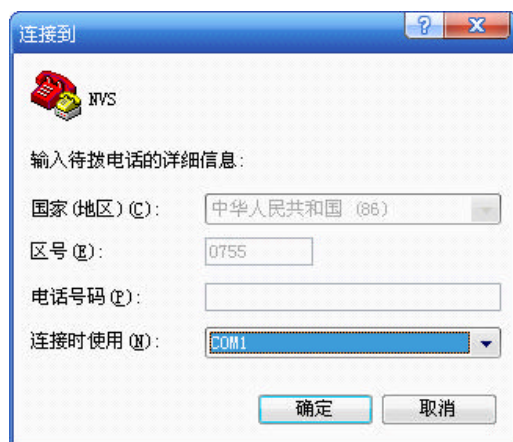 连接到
NVS
输入待拨电话的详细信息:
国家(地区)(C): 中华人民共和国 (86)
区号(E): 0755
电话号码(P):
连接时使用(N): COM1
确定 取消